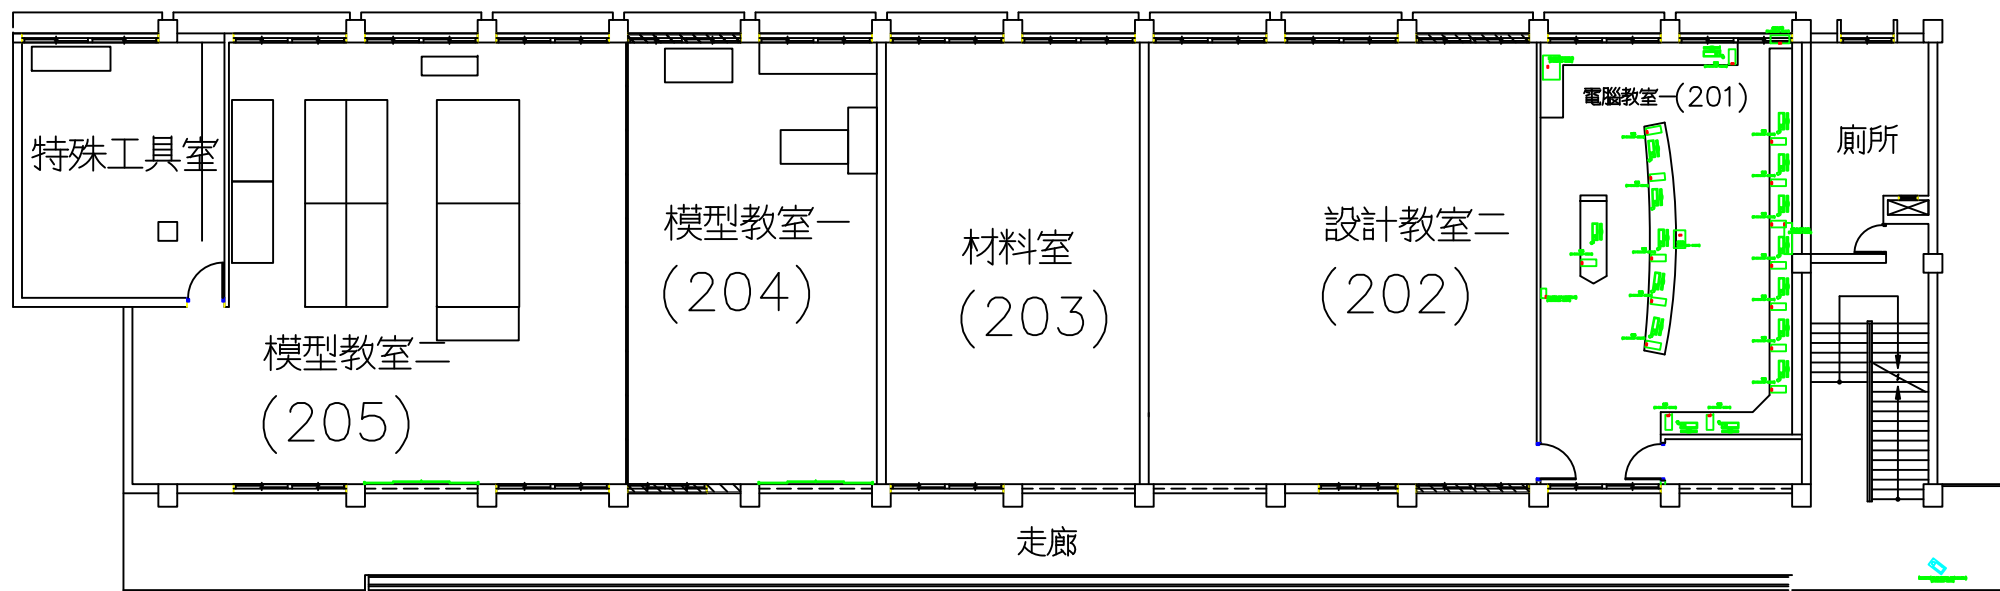 特殊工具室
模型教室二
(205)
模型教室一
(204)
材料室
(203)
設計教室二
(202)
電腦教室一(201)
廁所
走廊